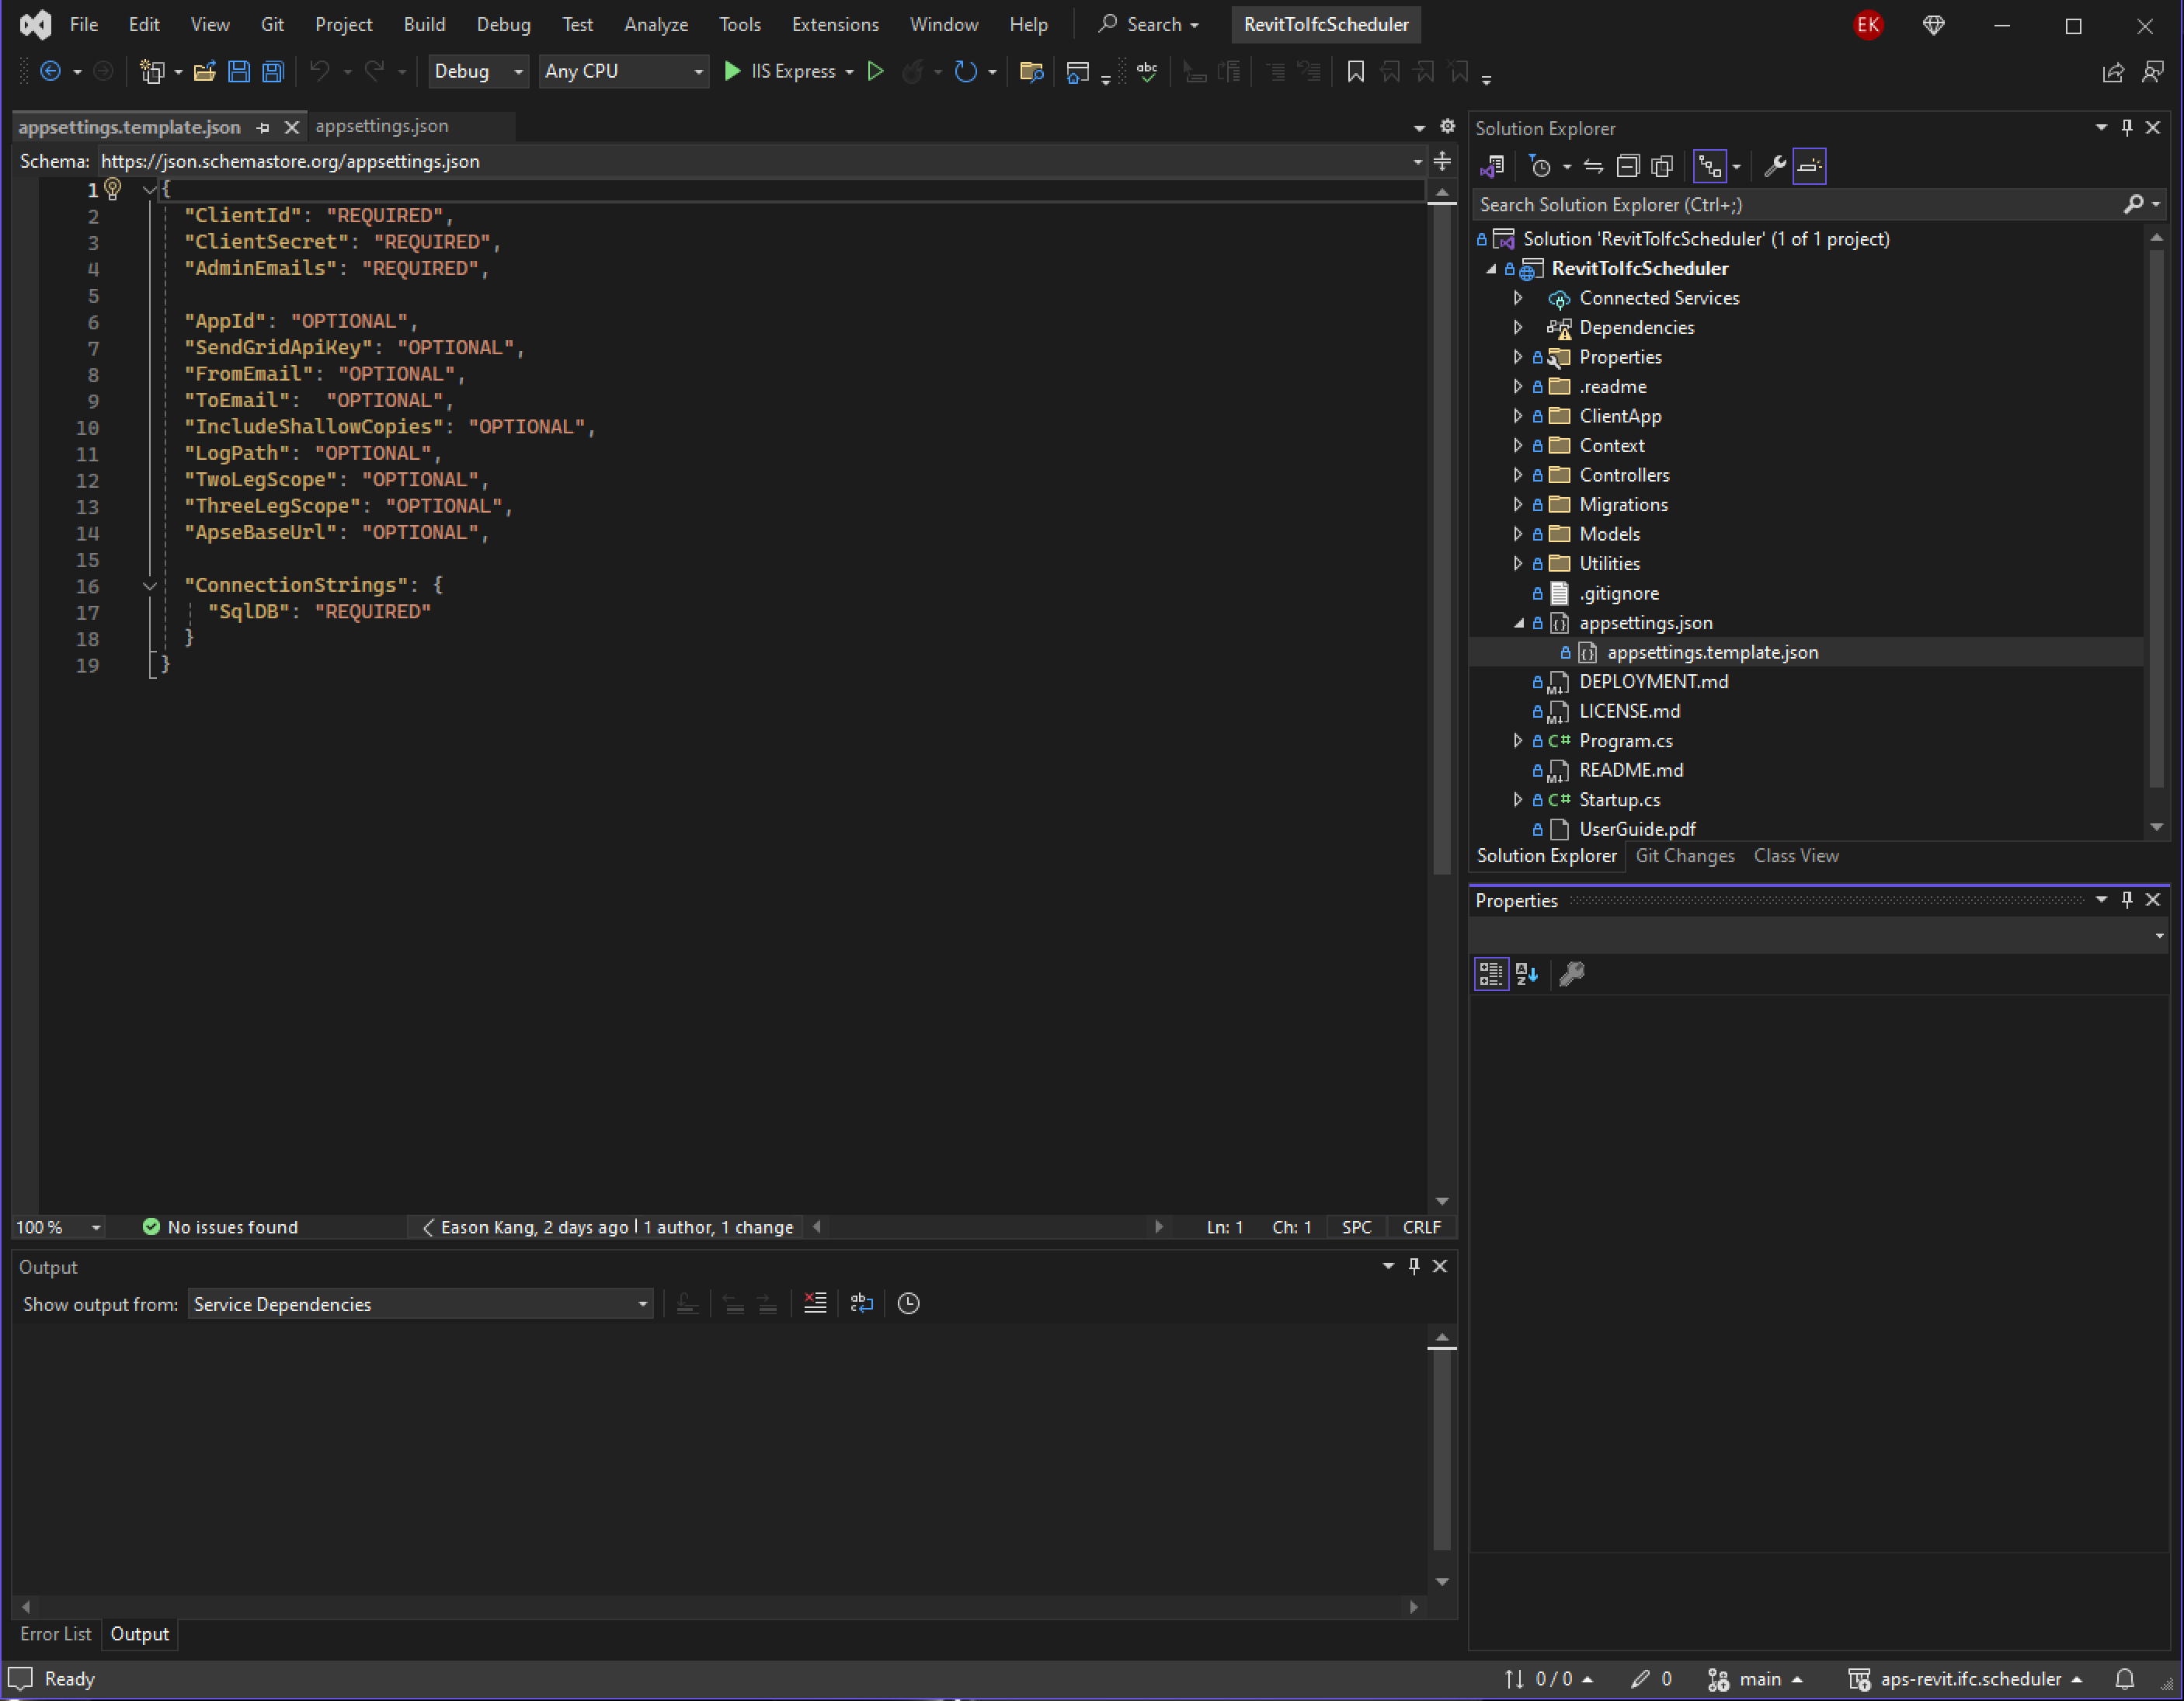 File Edit View Git Project Build Debug Test Analyze Tools Extensions Window Help Search RevitToIfcScheduler EK
Debug Any CPU IIS Express abc
appsettings.template.json appsettings.json
Schema: https://json.schemastore.org/appsettings.json
1 {
2 "ClientId": "REQUIRED",
3 "ClientSecret": "REQUIRED",
4 "AdminEmails": "REQUIRED",
5
6 "AppId": "OPTIONAL",
7 "SendGridApiKey": "OPTIONAL",
8 "FromEmail": "OPTIONAL",
9 "ToEmail":  "OPTIONAL",
10 "IncludeShallowCopies": "OPTIONAL",
11 "LogPath": "OPTIONAL",
12 "TwoLegScope": "OPTIONAL",
13 "ThreeLegScope": "OPTIONAL",
14 "ApseBaseUrl": "OPTIONAL",
15
16 "ConnectionStrings": {
17 "SqlDB": "REQUIRED"
18 }
19 }
100 % No issues found Eason Kang, 2 days ago | 1 author, 1 change Ln: 1 Ch: 1 SPC CRLF
Output
Show output from: Service Dependencies
Error List Output
Solution Explorer
Search Solution Explorer (Ctrl+;)
Solution 'RevitToIfcScheduler' (1 of 1 project)
RevitToIfcScheduler
Connected Services
Dependencies
Properties
.readme
ClientApp
Context
Controllers
Migrations
Models
Utilities
.gitignore
appsettings.json
appsettings.template.json
DEPLOYMENT.md
LICENSE.md
C# Program.cs
README.md
C# Startup.cs
UserGuide.pdf
Solution Explorer Git Changes Class View
Properties
Ready 0 / 0 0 main aps-revit.ifc.scheduler